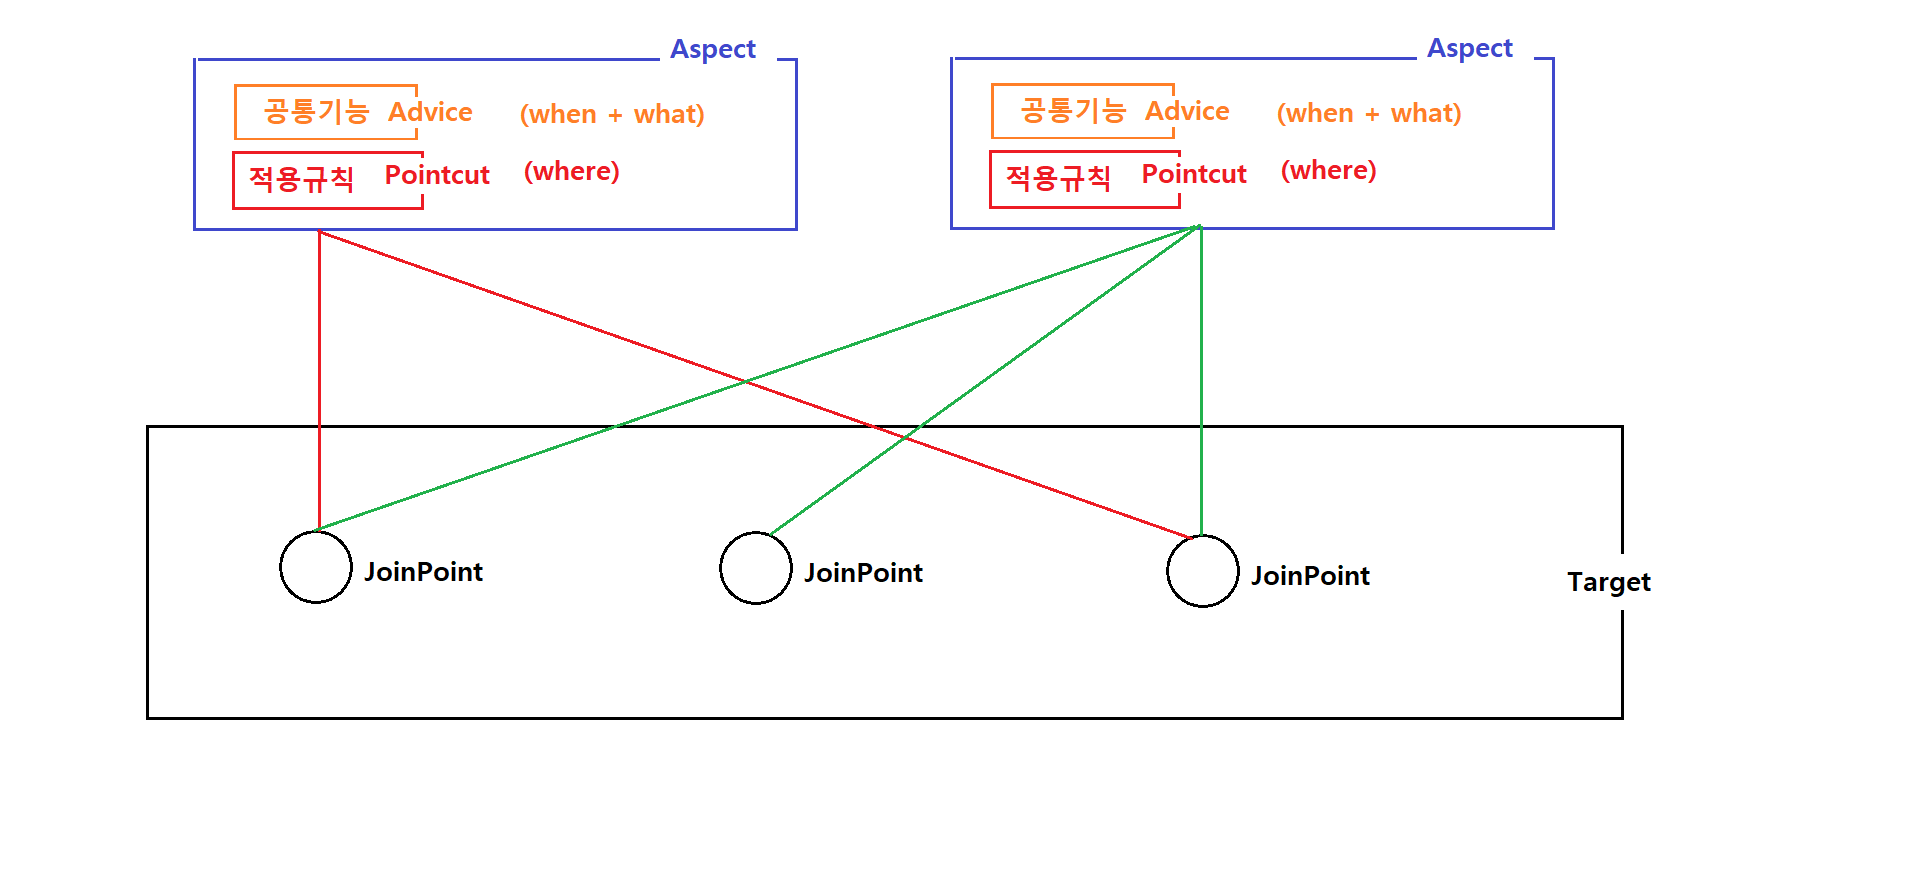 Aspect
공통기능 Advice (when + what)
적용규칙 Pointcut (where)
Aspect
공통기능 Advice (when + what)
적용규칙 Pointcut (where)
JoinPoint
JoinPoint
JoinPoint
Target